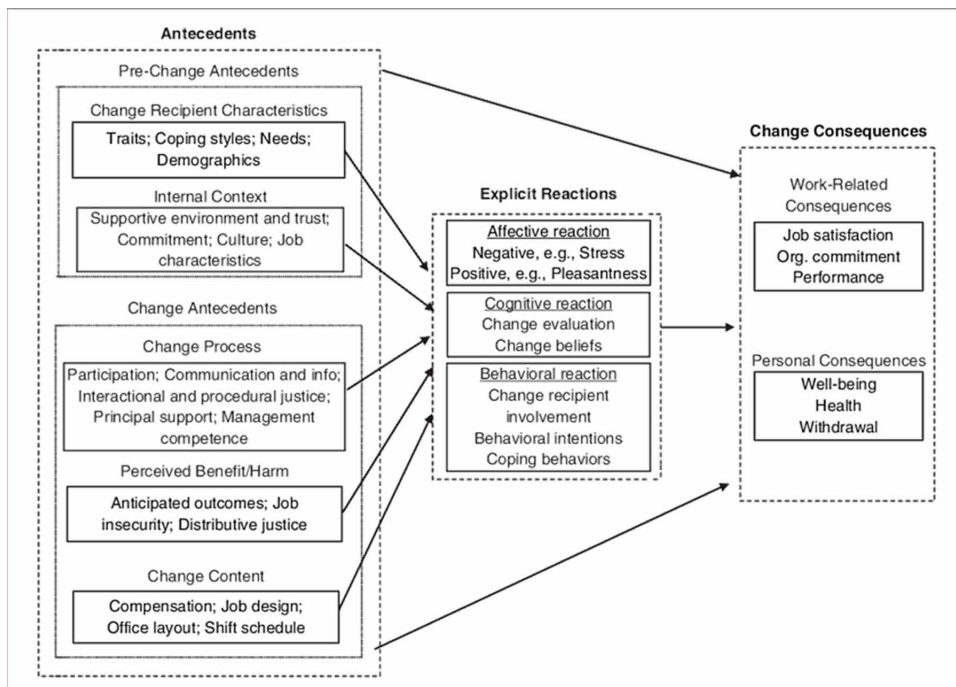 Antecedents
Pre-Change Antecedents
Change Recipient Characteristics
Traits; Coping styles; Needs;
Demographics
Internal Context
Supportive environment and trust;
Commitment; Culture; Job
characteristics
Change Antecedents
Change Process
Participation; Communication and info;
Interactional and procedural justice;
Principal support; Management
competence
Perceived Benefit/Harm
Anticipated outcomes; Job
insecurity; Distributive justice
Change Content
Compensation; Job design;
Office layout; Shift schedule
Explicit Reactions
Affective reaction
Negative, e.g., Stress
Positive, e.g., Pleasantness
Cognitive reaction
Change evaluation
Change beliefs
Behavioral reaction
Change recipient
involvement
Behavioral intentions
Coping behaviors
Change Consequences
Work-Related
Consequences
Job satisfaction
Org. commitment
Performance
Personal Consequences
Well-being
Health
Withdrawal